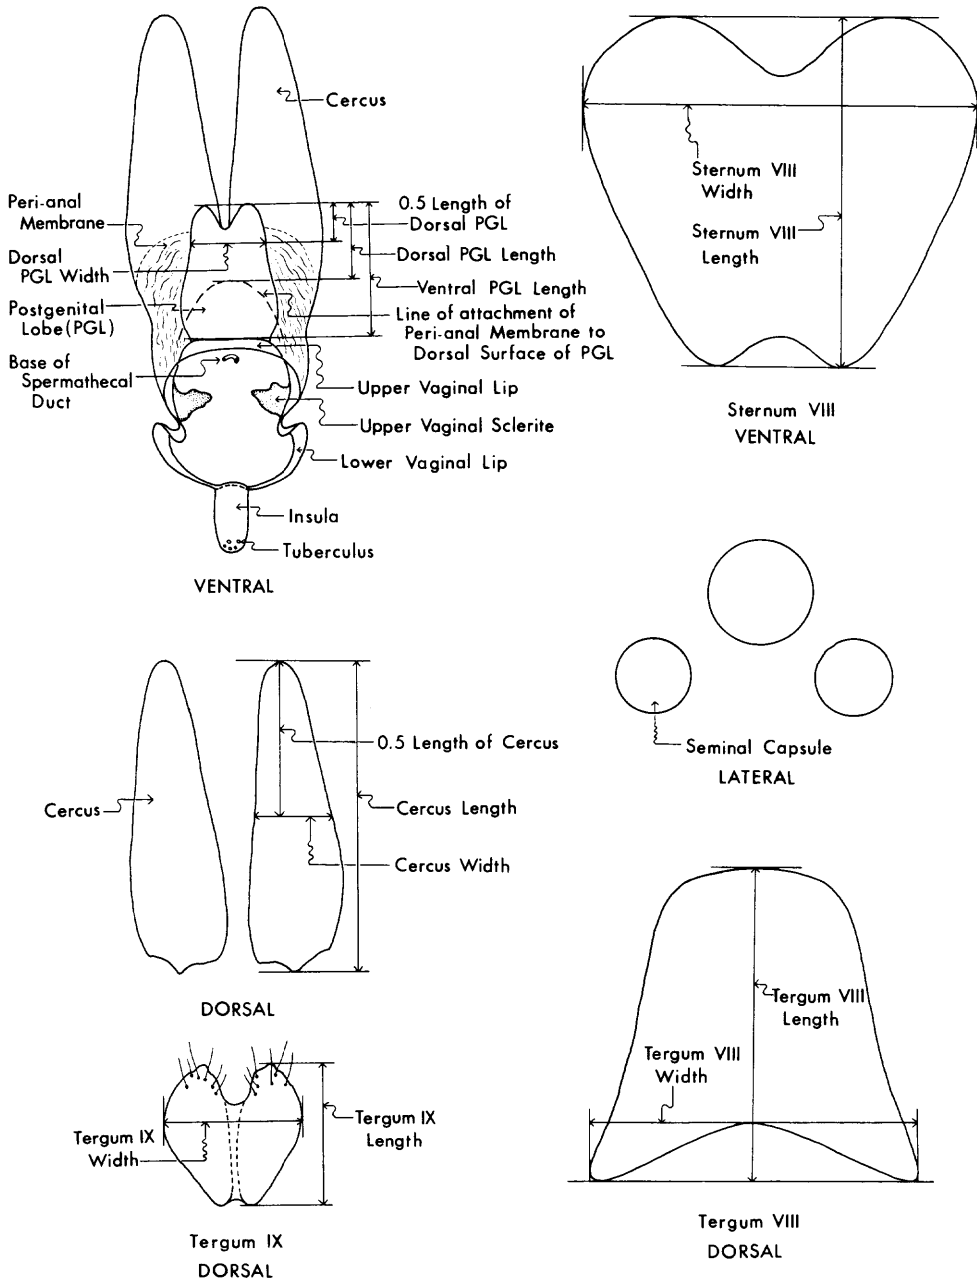 Cercus
Peri-anal
Membrane
0.5 Length of
Dorsal PGL
Dorsal
PGL Width
Dorsal PGL Length
Ventral PGL Length
Postgenital
Lobe (PGL)
Line of attachment of
Peri-anal Membrane to
Dorsal Surface of PGL
Base of
Spermathecal
Duct
Upper Vaginal Lip
Upper Vaginal Sclerite
Lower Vaginal Lip
Insula
Tuberculus
VENTRAL
Sternum VIII
Width
Sternum VIII
Length
Sternum VIII
VENTRAL
Seminal Capsule
LATERAL
0.5 Length of Cercus
Cercus
Cercus Length
Cercus Width
DORSAL
Tergum IX
Length
Tergum IX
Width
Tergum IX
DORSAL
Tergum VIII
Length
Tergum VIII
Width
Tergum VIII
DORSAL